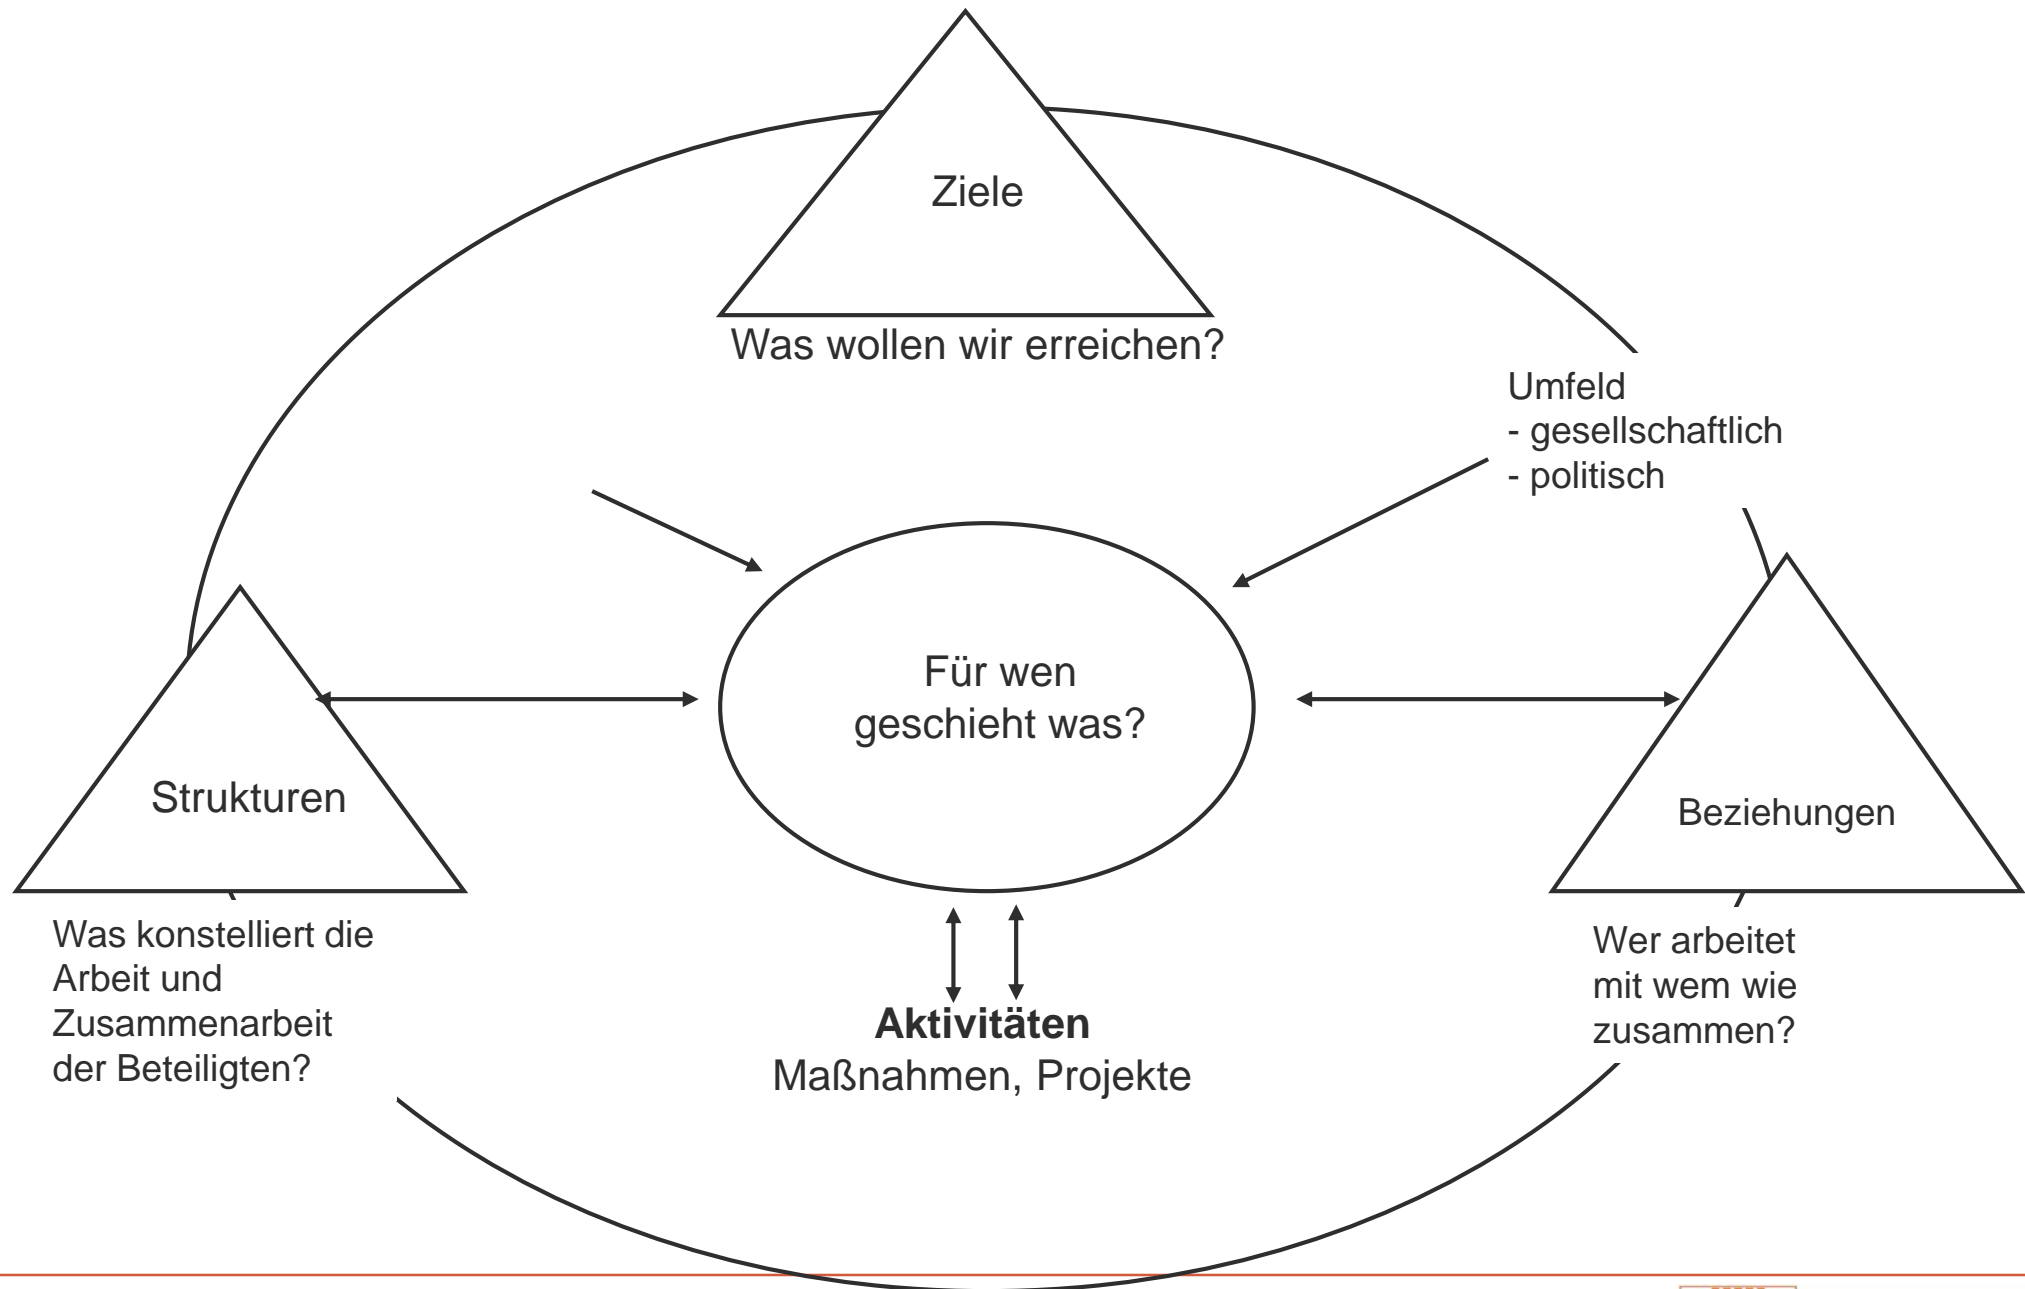 Ziele
Was wollen wir erreichen?
Umfeld
- gesellschaftlich
- politisch
Für wen
geschieht was?
Strukturen
Beziehungen
Was konstelliert die
Arbeit und
Zusammenarbeit
der Beteiligten?
Wer arbeitet
mit wem wie
zusammen?
Aktivitäten
Maßnahmen, Projekte